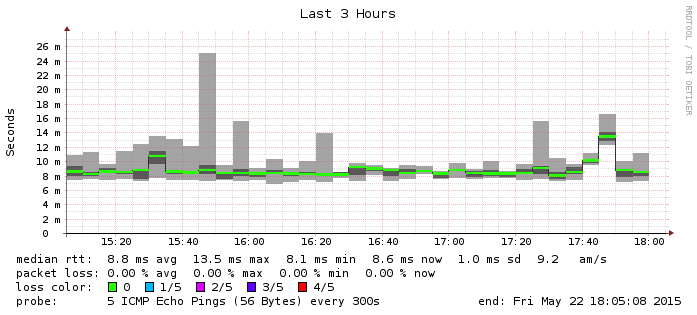 Last 3 Hours
RRDTOOL / TOBI OETIKER
Seconds
26 m
24 m
22 m
20 m
18 m
16 m
14 m
12 m
10 m
8 m
6 m
4 m
2 m
0
15:20 15:40 16:00 16:20 16:40 17:00 17:20 17:40 18:00
median rtt: 8.8 ms avg 13.5 ms max 8.1 ms min 8.6 ms now 1.0 ms sd 9.2 am/s
packet loss: 0.00 % avg 0.00 % max 0.00 % min 0.00 % now
loss color: 0 1/5 2/5 3/5 4/5
probe: 5 ICMP Echo Pings (56 Bytes) every 300s end: Fri May 22 18:05:08 2015